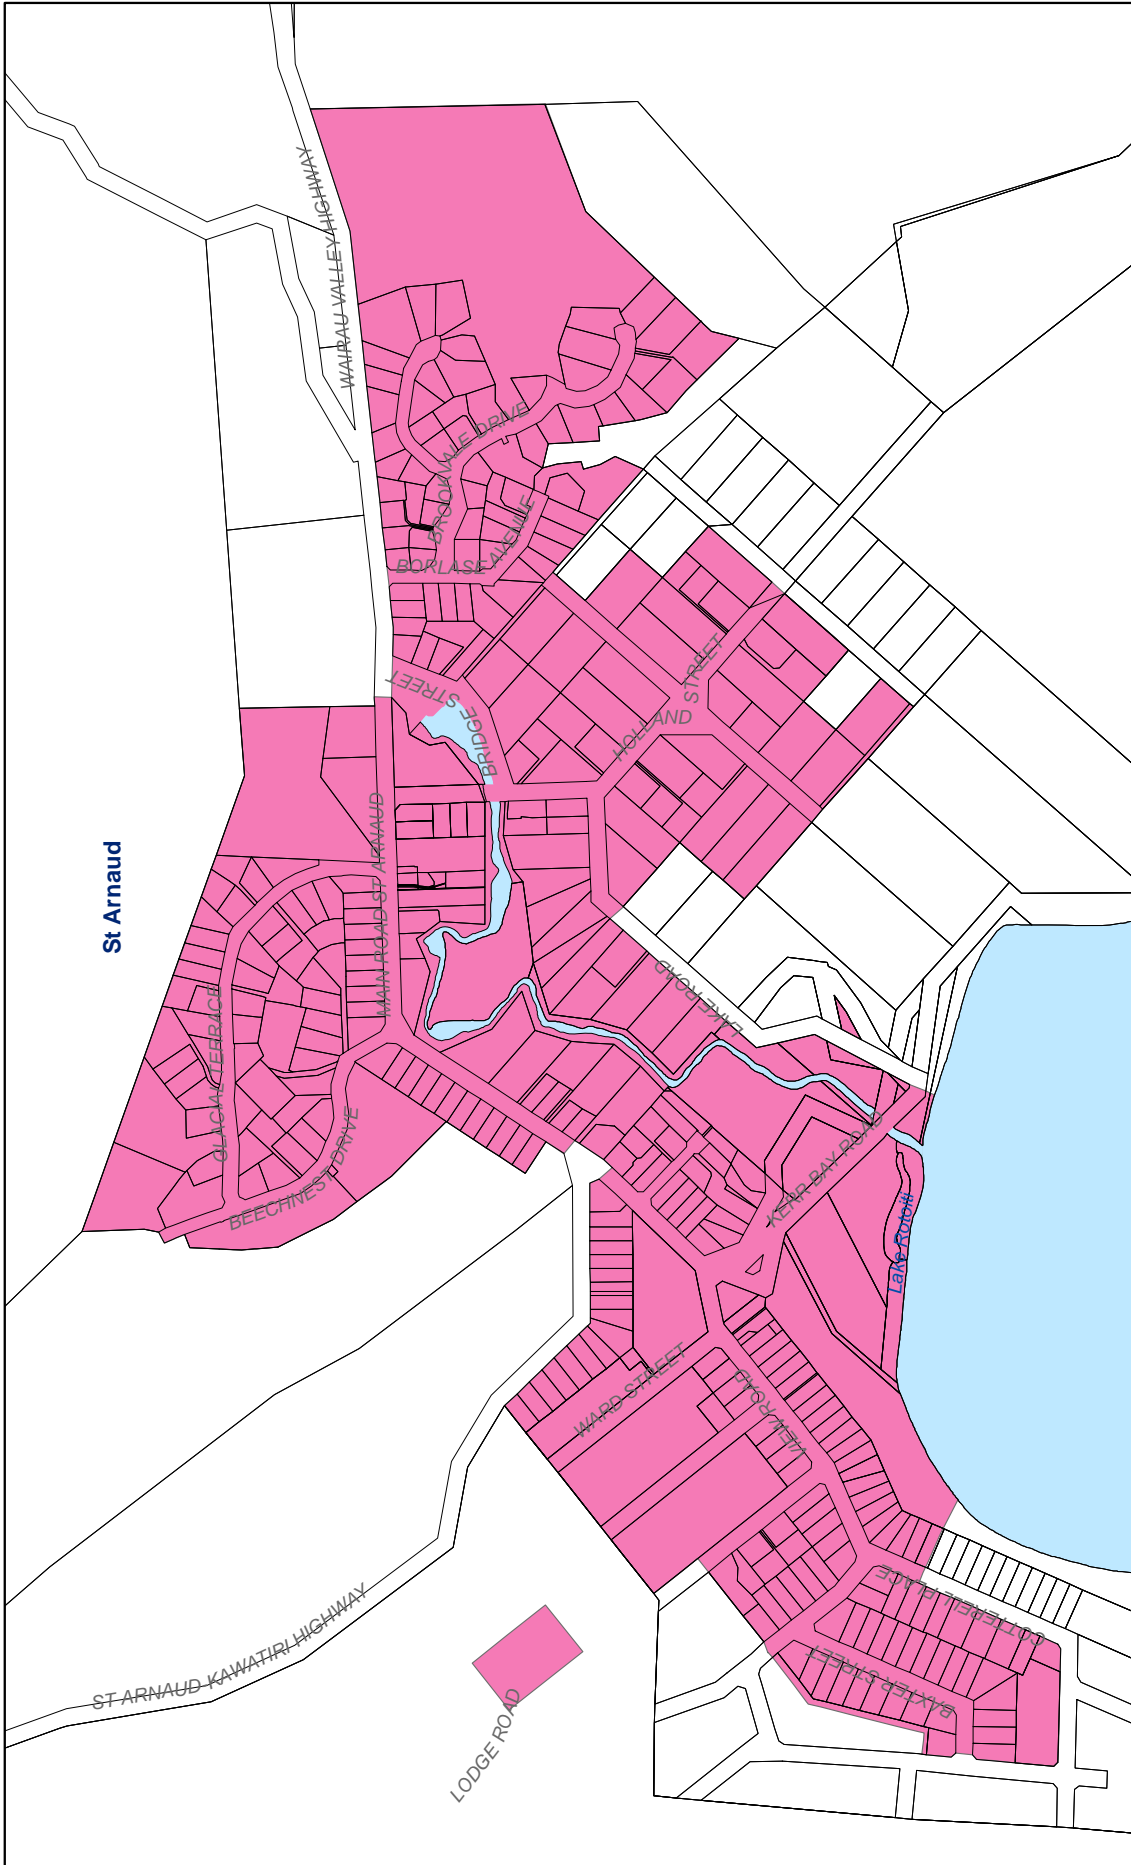 St Arnaud
WAIRAU VALLEY HIGHWAY
BROOKVALE DRIVE
BORLASE AVENUE
BRIDGE STREET
HOLLAND STREET
MAIN ROAD ST ARNAUD
GLACIAL TERRACE
BEECHNEST DRIVE
LAKE ROAD
KERR BAY ROAD
Lake Rotoiti
WARD STREET
VIEW ROAD
COTTERELL PLACE
BAXTER STREET
ST ARNAUD KAWATIRI HIGHWAY
LODGE ROAD